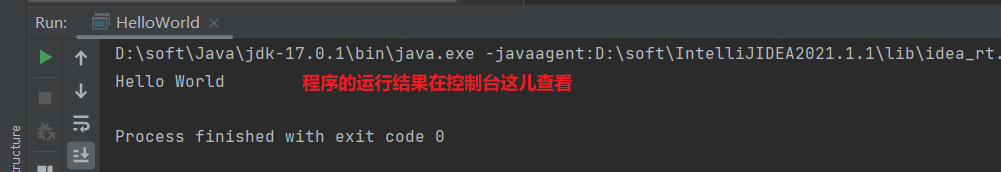 Run: HelloWorld ×
D:\soft\Java\jdk-17.0.1\bin\java.exe -javaagent:D:\soft\IntelliJIDEA2021.1.1\lib\idea_rt.
Hello World 程序的运行结果在控制台这儿查看
Process finished with exit code 0
ructure